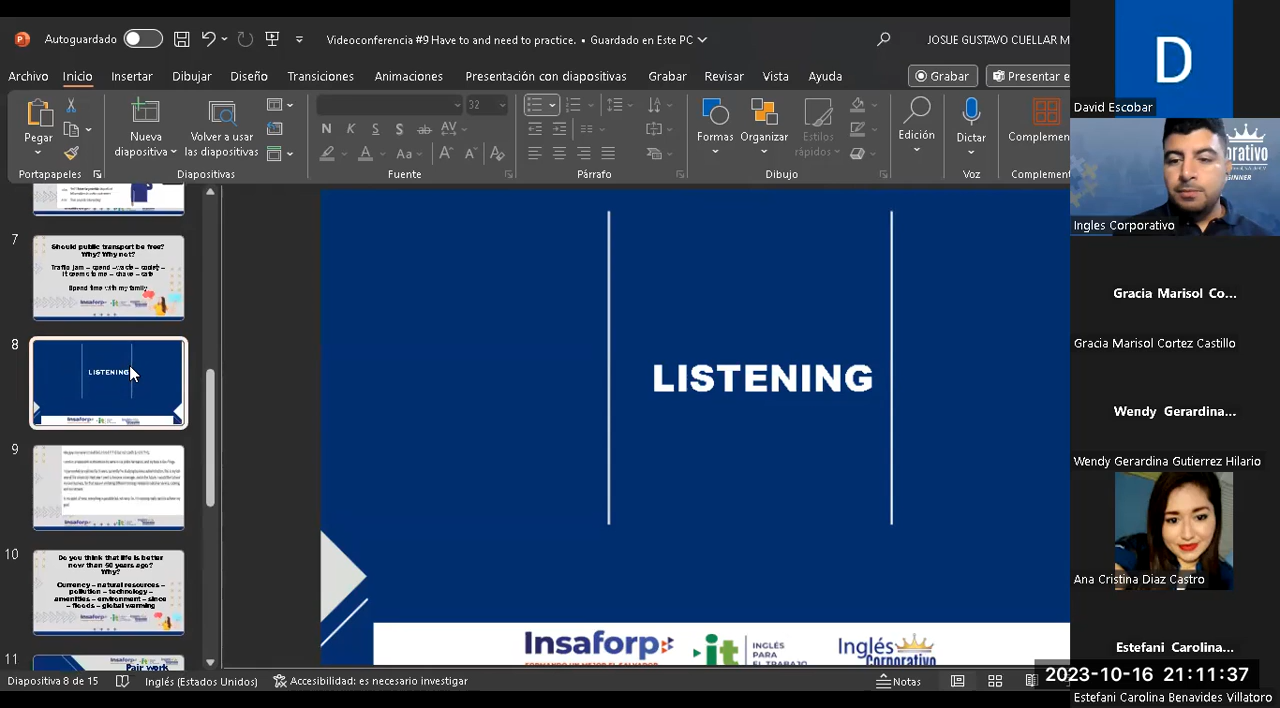 Autoguardado
Videoconferencia #9 Have to and need to practice. • Guardado en Este PC
JOSUE GUSTAVO CUELLAR M
Archivo Inicio Insertar Dibujar Diseño Transiciones Animaciones Presentación con diapositivas Grabar Revisar Vista Ayuda
Grabar
Presentar e
Pegar
Nueva diapositiva
Volver a usar las diapositivas
32
Formas
Organizar
Estilos rápidos
Edición
Dictar
Complemen
Portapapeles
Diapositivas
Fuente
Párrafo
Dibujo
Voz
Complement
7
Should public transport be free?
Why? Why not?
Spend time with my family
8
LISTENING
9
10
Do you think that life is better
now than 50 years ago?
Why?
Currency – natural resources –
pollution – technology –
amenities – environment – since
– floods – global warming
11
Pair work
LISTENING
Insaforp
FORMANDO UN MEJOR EL SALVADOR
it
INGLÉS
PARA
EL TRABAJO
Inglés
Corporativo
Diapositiva 8 de 15
Inglés (Estados Unidos)
Accesibilidad: es necesario investigar
Notas
D
David Escobar
orativo
GINNER
Ingles Corporativo
Gracia Marisol Co...
Gracia Marisol Cortez Castillo
Wendy Gerardina...
Wendy Gerardina Gutierrez Hilario
Ana Cristina Diaz Castro
Estefani Carolina...
2023-10-16 21:11:37
Estefani Carolina Benavides Villatoro